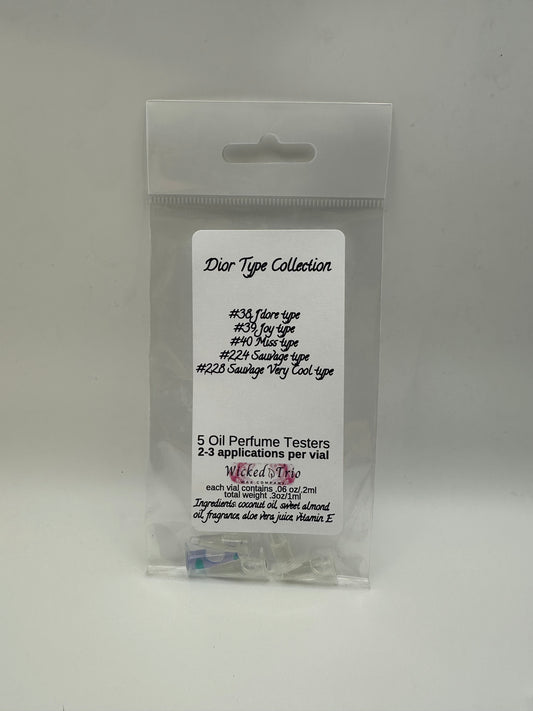 Dior Type Collection
#38 J'dore type
#39 Joy type
#40 Miss type
#224 Sauvage type
#228 Sauvage Very Cool type
5 Oil Perfume Testers
2-3 applications per vial
Wicked Trio
WAX COMPANY
each vial contains .06 oz/.2ml
total weight .3oz/1ml
Ingredients: coconut oil, sweet almond
oil, fragrance, aloe vera juice, vitamin E